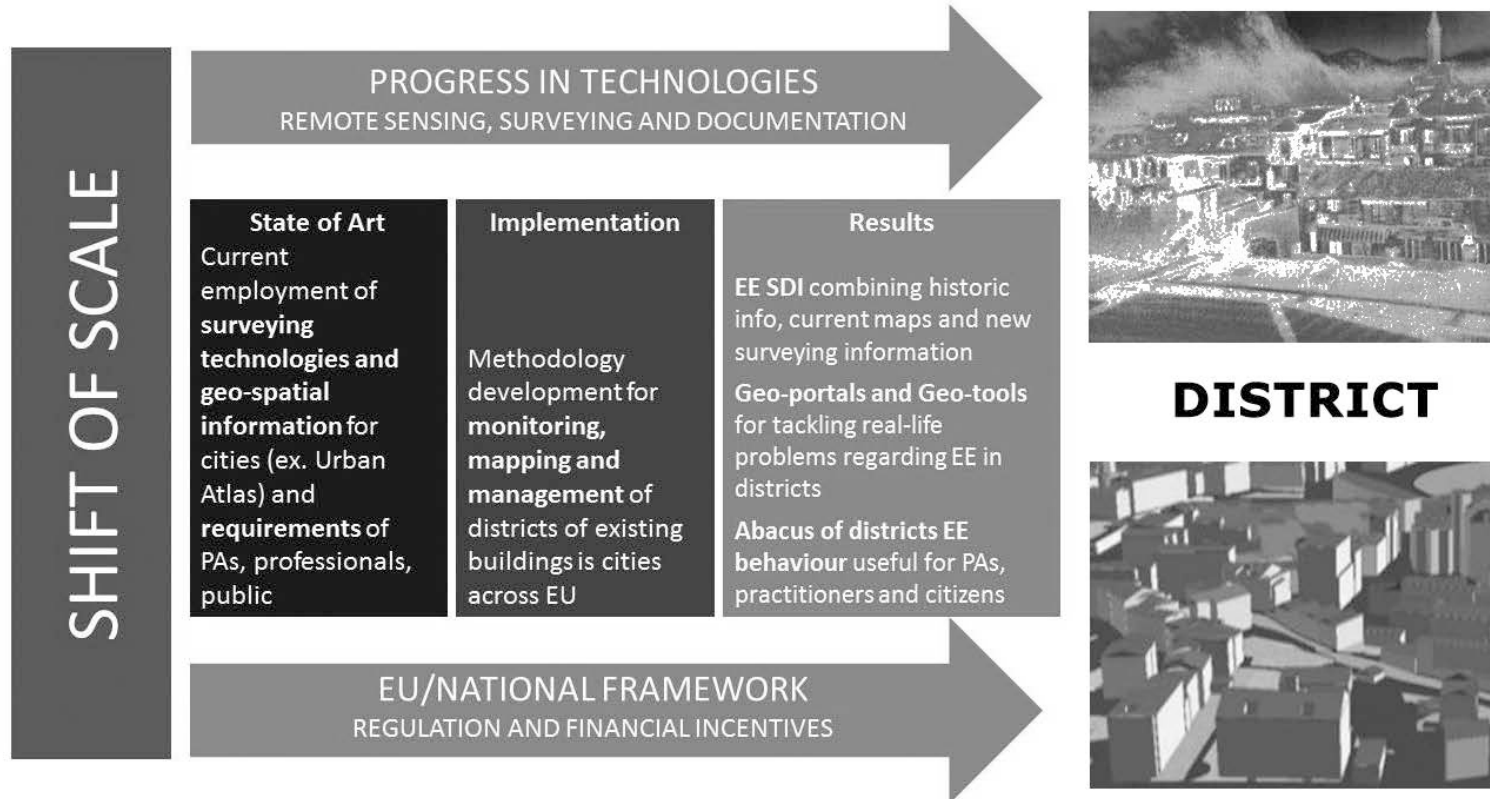 SHIFT OF SCALE
PROGRESS IN TECHNOLOGIES
REMOTE SENSING, SURVEYING AND DOCUMENTATION
State of Art
Current
employment of
surveying
technologies and
geo-spatial
information for
cities (ex. Urban
Atlas) and
requirements of
PAs, professionals,
public
Implementation
Methodology
development for
monitoring,
mapping and
management of
districts of existing
buildings is cities
across EU
Results
EE SDI combining historic
info, current maps and new
surveying information
Geo-portals and Geo-tools
for tackling real-life
problems regarding EE in
districts
Abacus of districts EE
behaviour useful for PAs,
practitioners and citizens
EU/NATIONAL FRAMEWORK
REGULATION AND FINANCIAL INCENTIVES
DISTRICT